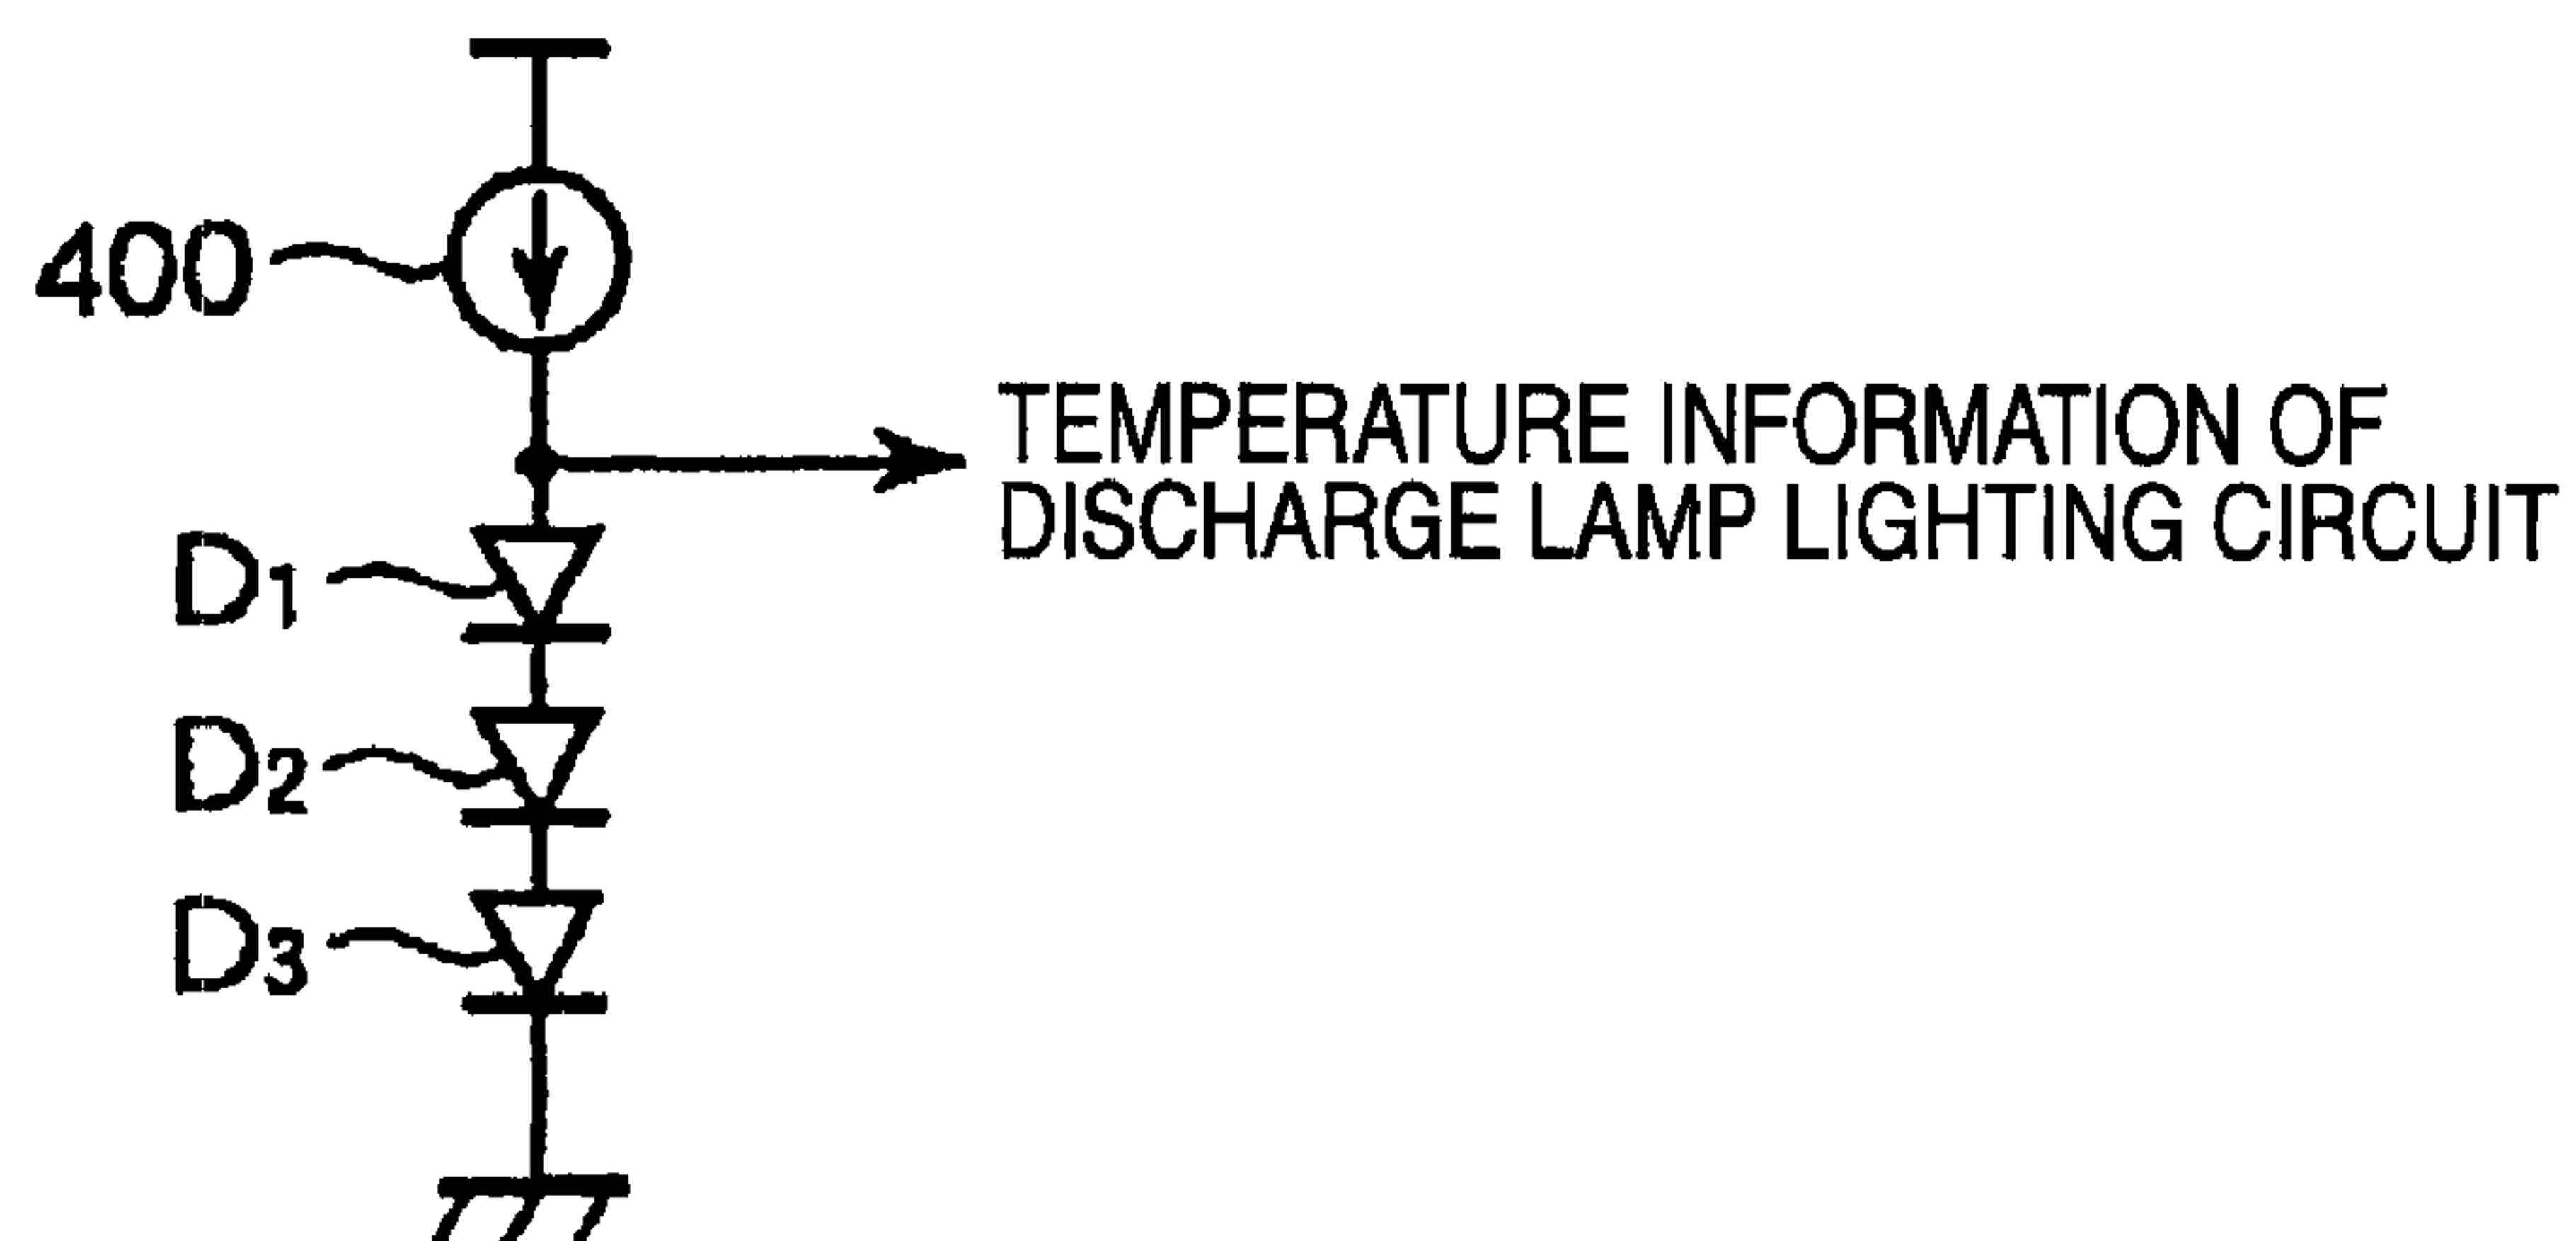 400
TEMPERATURE INFORMATION OF
DISCHARGE LAMP LIGHTING CIRCUIT
D1
D2
D3